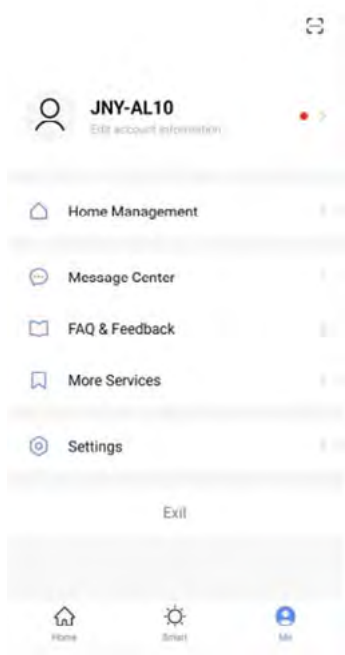 JNY-AL10
Edit account information
Home Management
Message Center
FAQ & Feedback
More Services
Settings
Exit
Home
Smart
Me